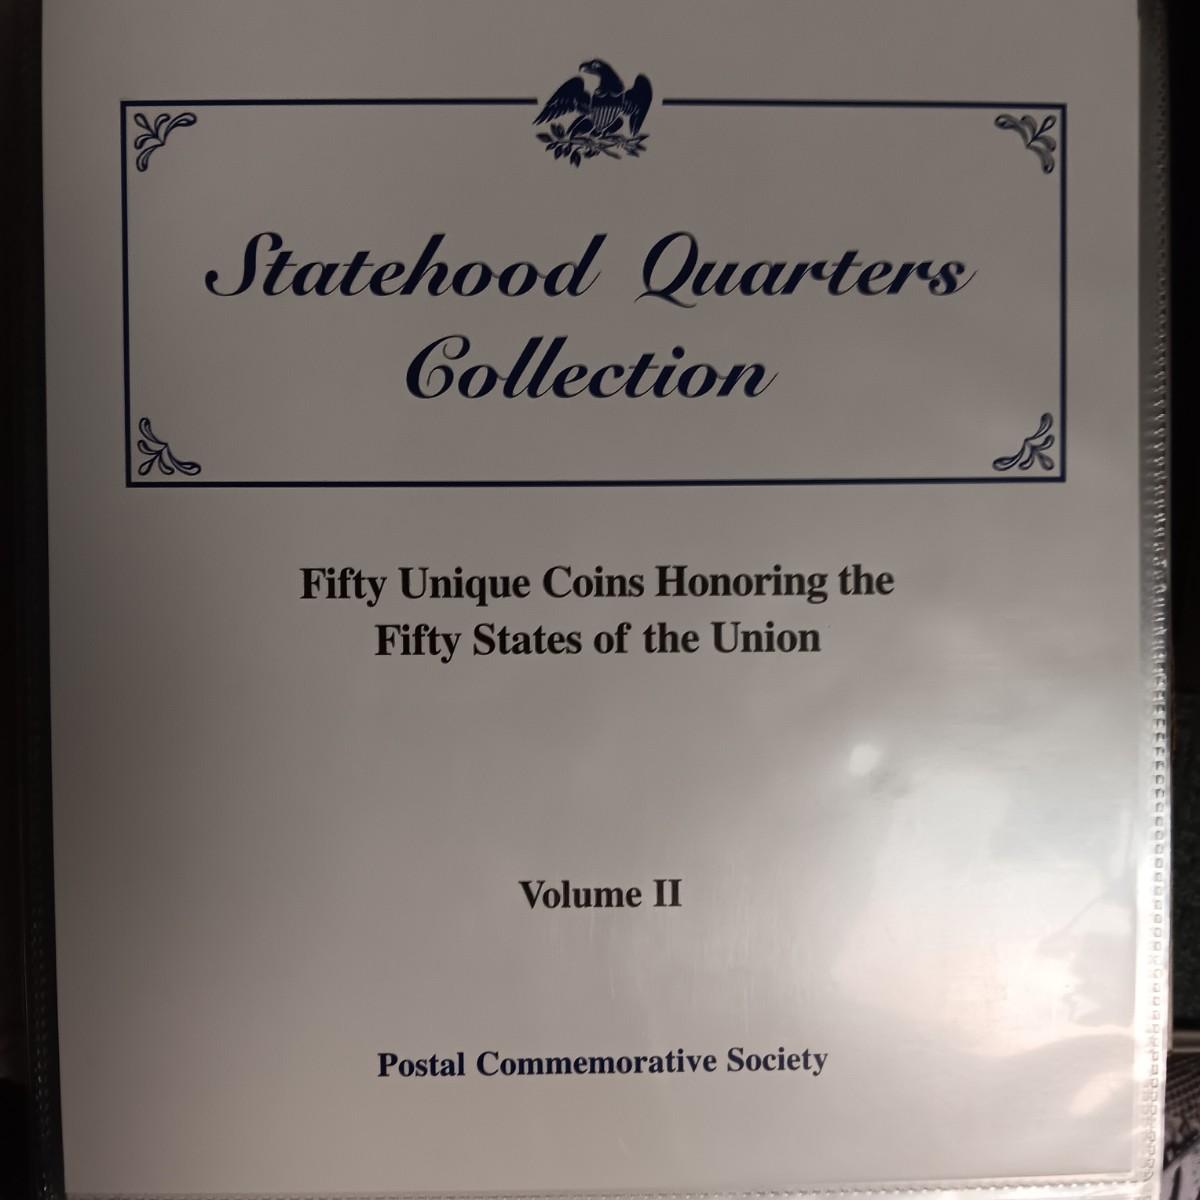 Statehood Quarters
Collection
Fifty Unique Coins Honoring the
Fifty States of the Union
Volume II
Postal Commemorative Society